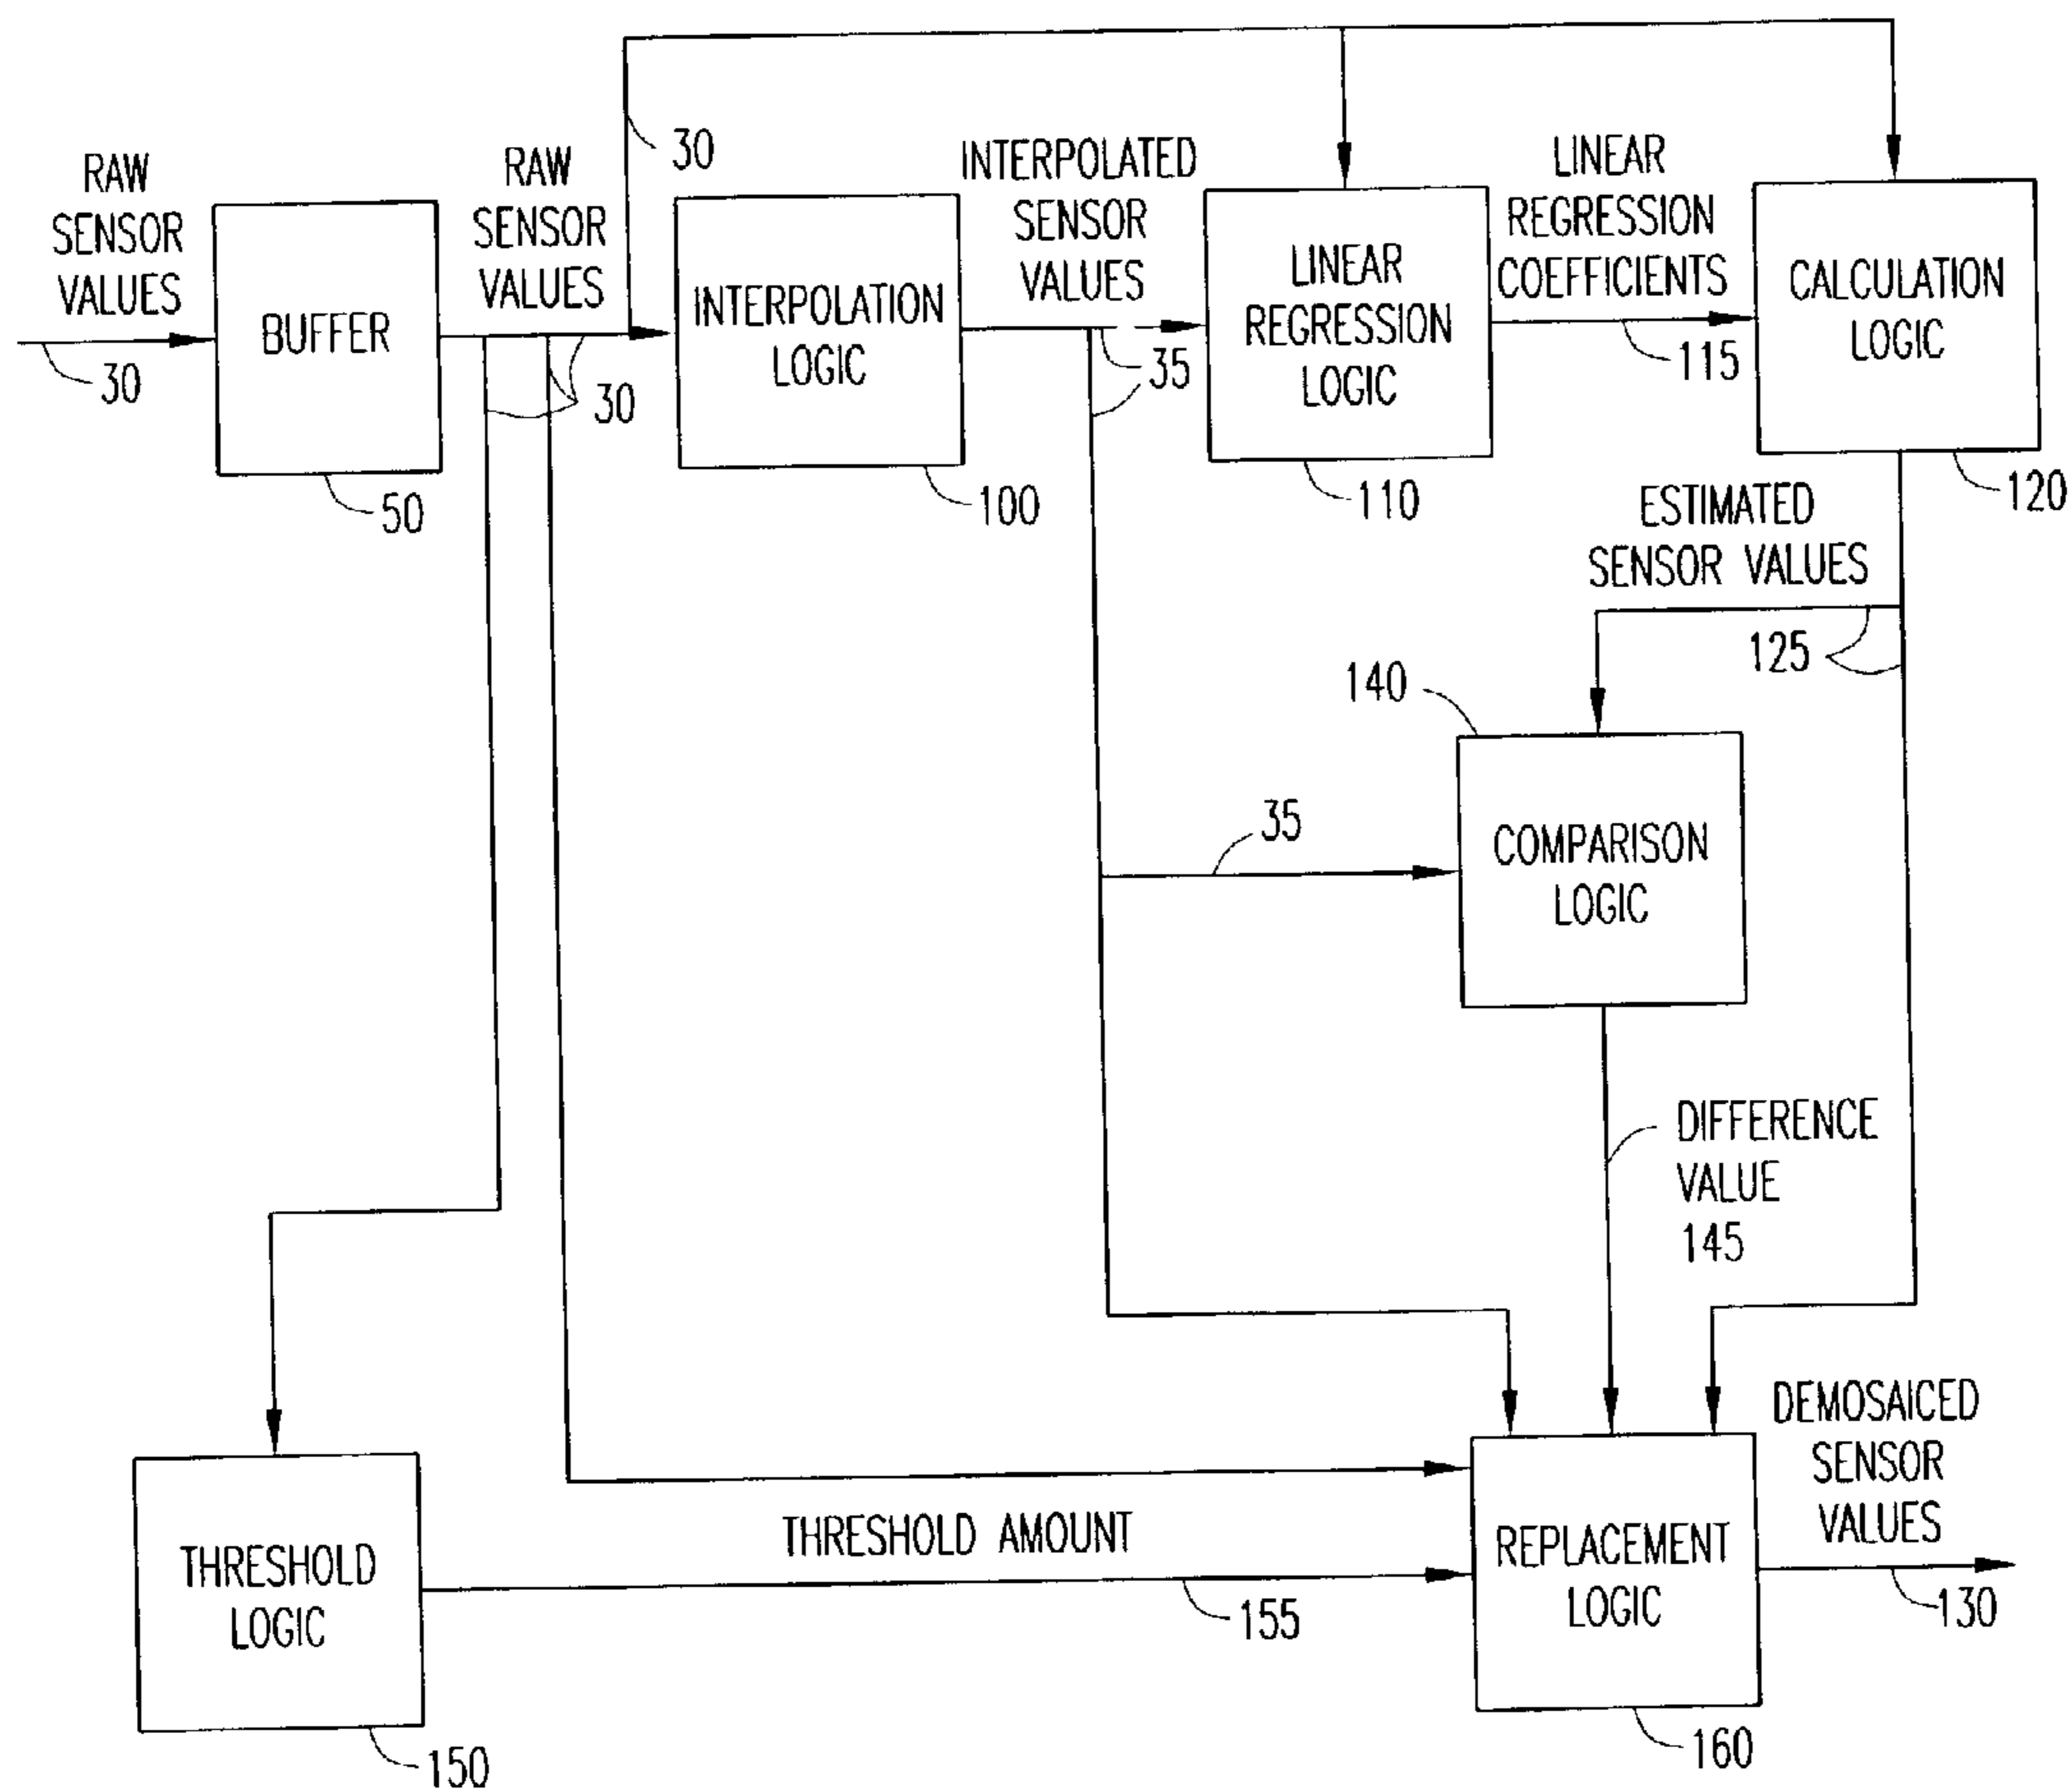 RAW
SENSOR
VALUES
30
BUFFER
50
RAW
SENSOR
VALUES
30
30
INTERPOLATION
LOGIC
100
INTERPOLATED
SENSOR
VALUES
35
LINEAR
REGRESSION
LOGIC
110
LINEAR
REGRESSION
COEFFICIENTS
115
CALCULATION
LOGIC
120
ESTIMATED
SENSOR VALUES
125
140
35
COMPARISON
LOGIC
DIFFERENCE
VALUE
145
THRESHOLD
LOGIC
150
THRESHOLD AMOUNT
155
REPLACEMENT
LOGIC
160
DEMOSAICED
SENSOR
VALUES
130